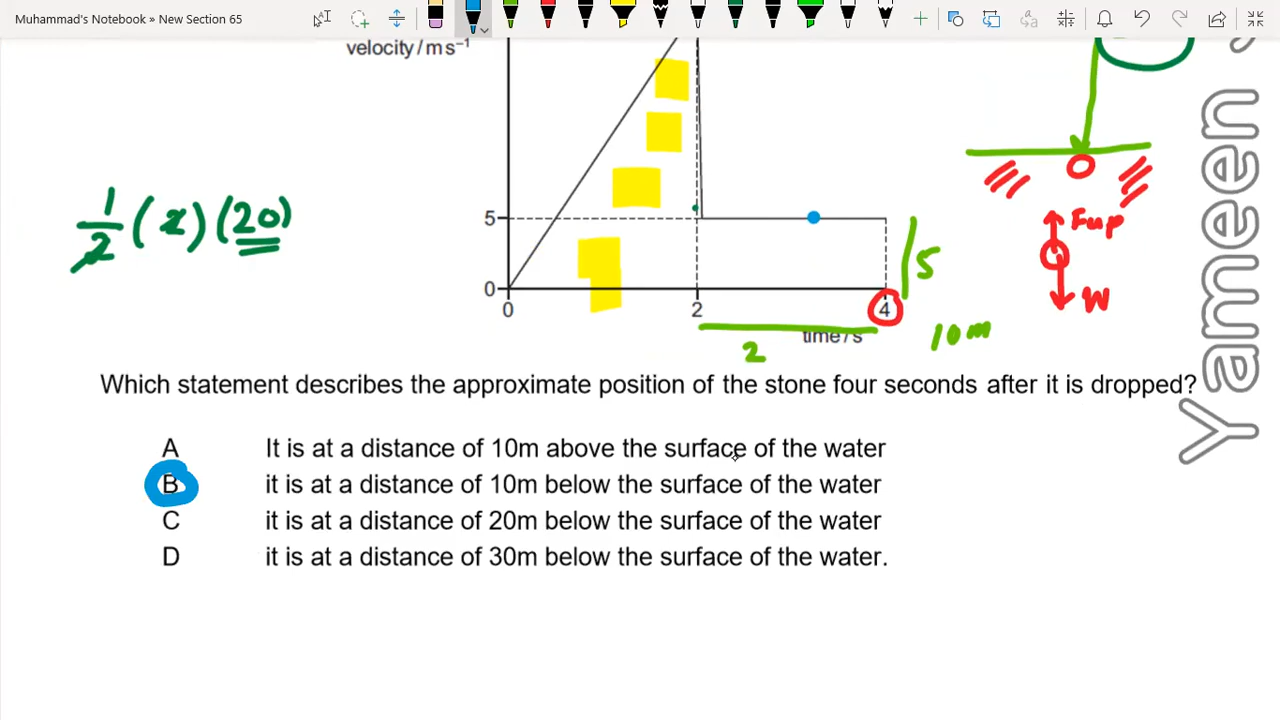 Muhammad's Notebook » New Section 65
velocity / m s⁻¹
1/2 (2) (20)
5
0
0
2
4
time / s
5
2
10 m
Fup
W
Yameen
Which statement describes the approximate position of the stone four seconds after it is dropped?
A It is at a distance of 10m above the surface of the water
B it is at a distance of 10m below the surface of the water
C it is at a distance of 20m below the surface of the water
D it is at a distance of 30m below the surface of the water.